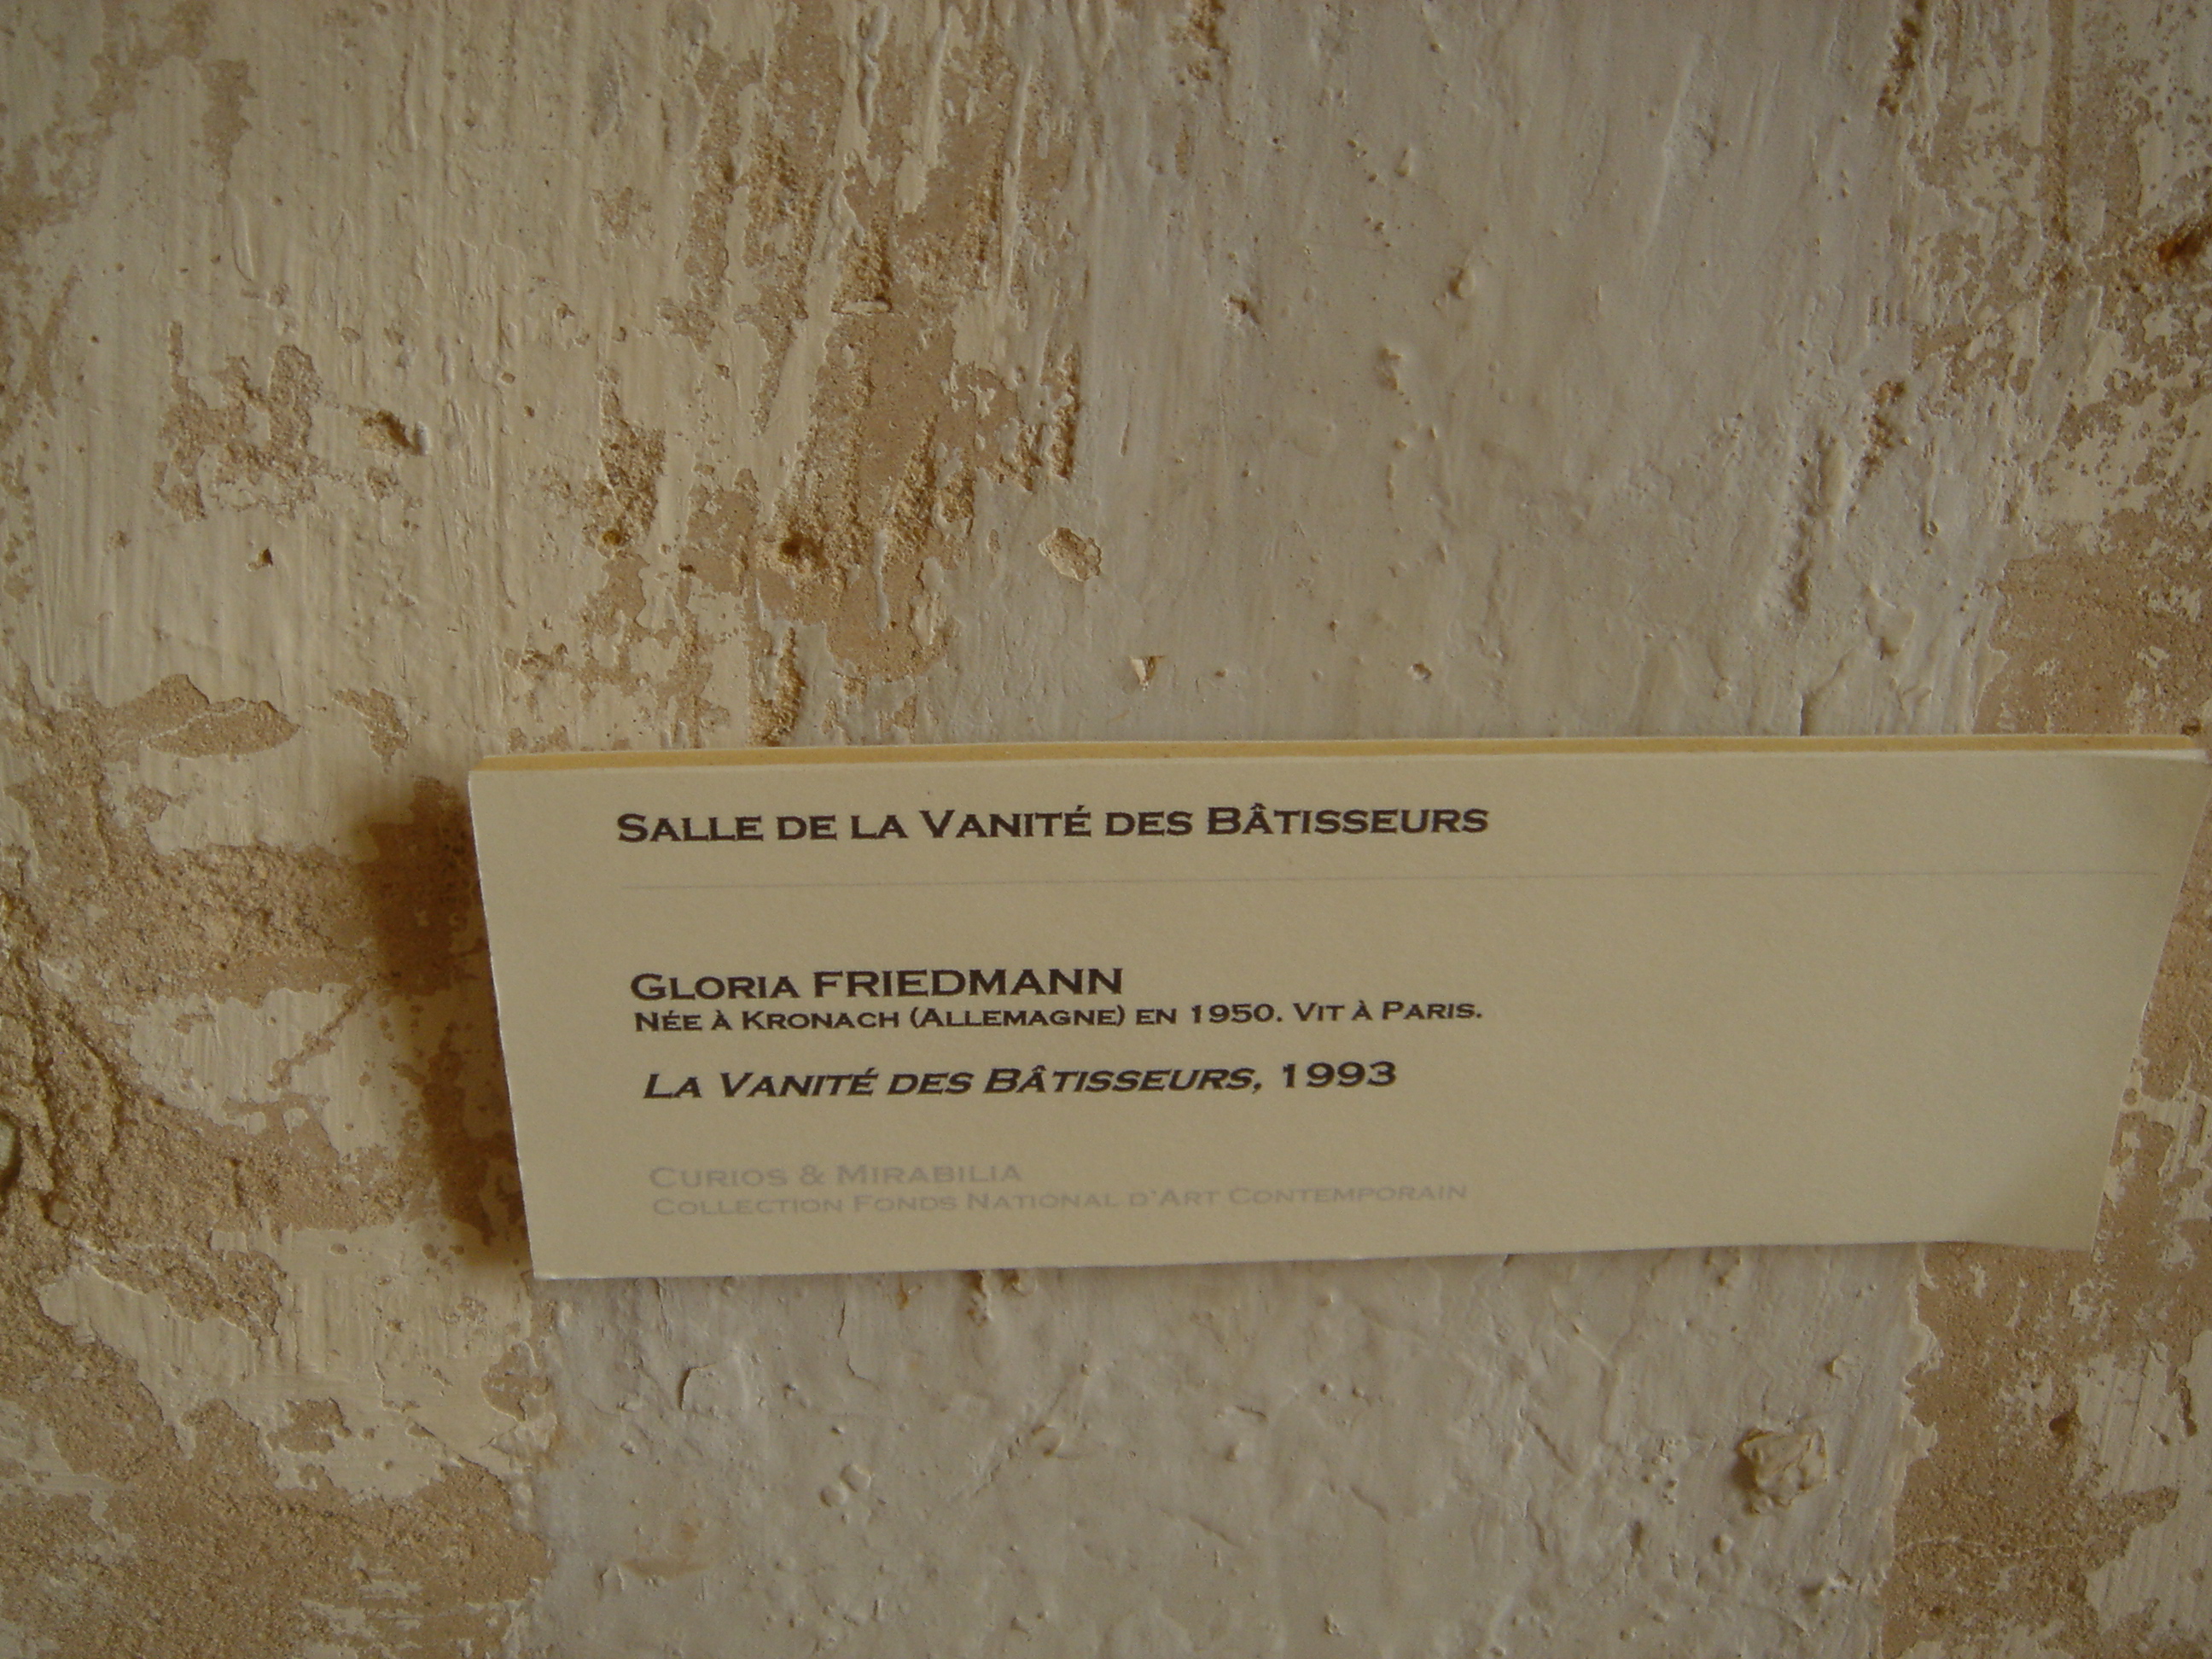 Salle de la Vanité des Bâtisseurs
Gloria FRIEDMANN
Née à Kronach (Allemagne) en 1950. Vit à Paris.
La Vanité des Bâtisseurs, 1993
Curios & Mirabilia
Collection Fonds National d'Art Contemporain